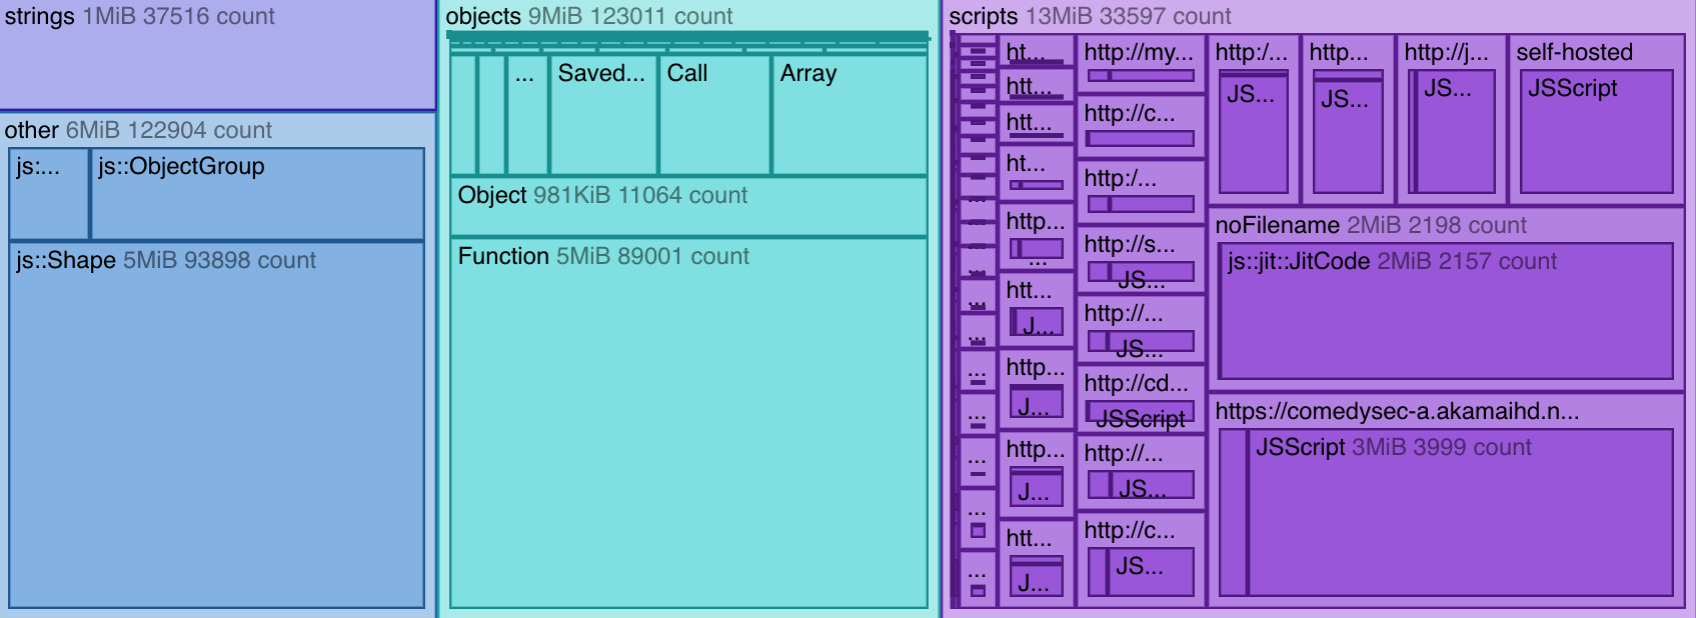 strings 1MiB 37516 count
other 6MiB 122904 count
js:...
js::ObjectGroup
js::Shape 5MiB 93898 count
objects 9MiB 123011 count
...
Saved...
Call
Array
Object 981KiB 11064 count
Function 5MiB 89001 count
scripts 13MiB 33597 count
...
...
...
...
...
...
...
...
...
ht...
htt...
htt...
ht...
http...
...
htt...
J...
http...
J...
http...
J...
htt...
J...
http://my...
http://c...
http:/...
http://s...
JS...
http://...
JS...
http://cd...
JSScript
http://...
JS...
http://c...
JS...
http:/...
JS...
http...
JS...
http://j...
JS...
self-hosted
JSScript
noFilename 2MiB 2198 count
js::jit::JitCode 2MiB 2157 count
https://comedysec-a.akamaihd.n...
JSScript 3MiB 3999 count